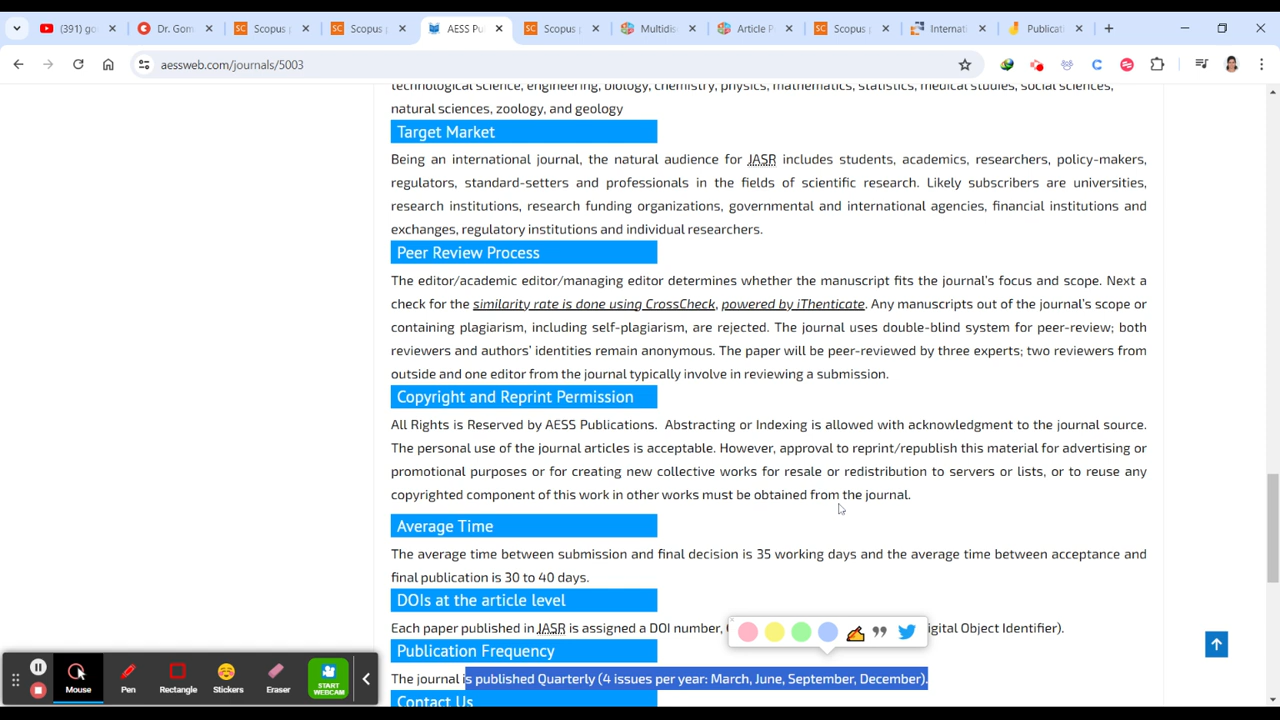 (391) go
Dr. Gom
Scopus
Scopus
AESS Pu
Scopus
Multidis
Article P
Scopus
Internat
Publicat
aessweb.com/journals/5003
technological science, engineering, biology, chemistry, physics, mathematics, statistics, medical studies, social sciences,
natural sciences, zoology, and geology
Target Market
Being an international journal, the natural audience for JASR includes students, academics, researchers, policy-makers,
regulators, standard-setters and professionals in the fields of scientific research. Likely subscribers are universities,
research institutions, research funding organizations, governmental and international agencies, financial institutions and
exchanges, regulatory institutions and individual researchers.
Peer Review Process
The editor/academic editor/managing editor determines whether the manuscript fits the journal's focus and scope. Next a
check for the similarity rate is done using CrossCheck, powered by iThenticate. Any manuscripts out of the journal's scope or
containing plagiarism, including self-plagiarism, are rejected. The journal uses double-blind system for peer-review; both
reviewers and authors' identities remain anonymous. The paper will be peer-reviewed by three experts; two reviewers from
outside and one editor from the journal typically involve in reviewing a submission.
Copyright and Reprint Permission
All Rights is Reserved by AESS Publications. Abstracting or Indexing is allowed with acknowledgment to the journal source.
The personal use of the journal articles is acceptable. However, approval to reprint/republish this material for advertising or
promotional purposes or for creating new collective works for resale or redistribution to servers or lists, or to reuse any
copyrighted component of this work in other works must be obtained from the journal.
Average Time
The average time between submission and final decision is 35 working days and the average time between acceptance and
final publication is 30 to 40 days.
DOIs at the article level
Each paper published in JASR is assigned a DOI number, igital Object Identifier).
Publication Frequency
The journal is published Quarterly (4 issues per year: March, June, September, December).
Contact Us
Mouse
Pen
Rectangle
Stickers
Eraser
START
WEBCAM